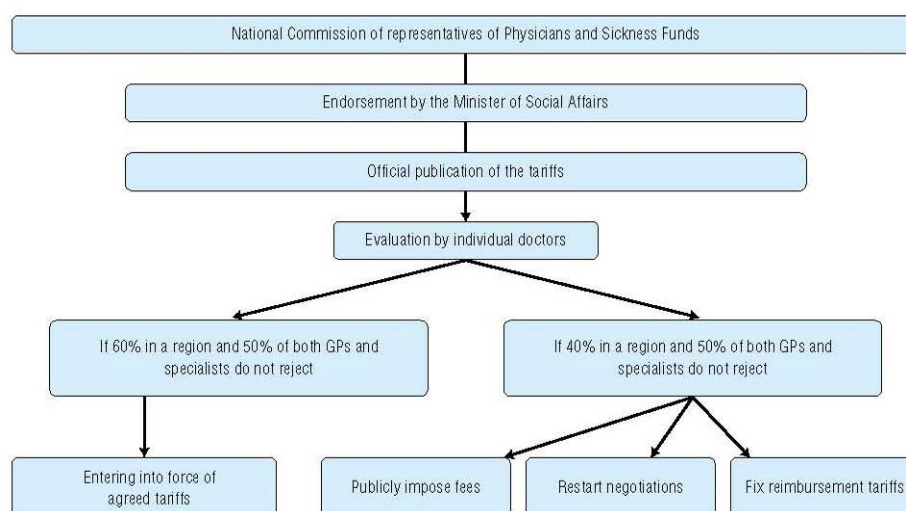 National Commission of representatives of Physicians and Sickness Funds
Endorsement by the Minister of Social Affairs
Official publication of the tariffs
Evaluation by individual doctors
If 60% in a region and 50% of both GPs and
specialists do not reject
If 40% in a region and 50% of both GPs and
specialists do not reject
Entering into force of
agreed tariffs
Publicly impose fees
Restart negotiations
Fix reimbursement tariffs